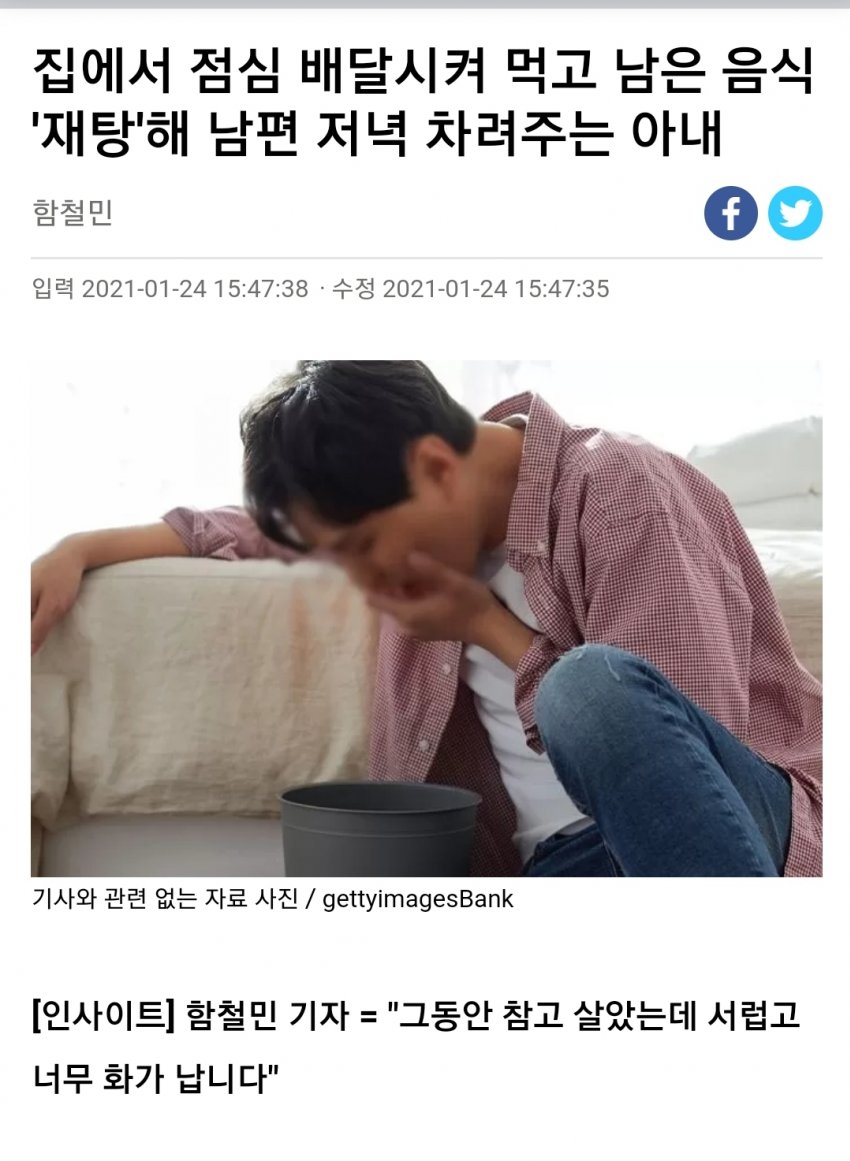 집에서 점심 배달시켜 먹고 남은 음식
'재탕'해 남편 저녁 차려주는 아내
함철민
입력 2021-01-24 15:47:38 · 수정 2021-01-24 15:47:35
기사와 관련 없는 자료 사진 / gettyimagesBank
[인사이트] 함철민 기자 = "그동안 참고 살았는데 서럽고
너무 화가 납니다"